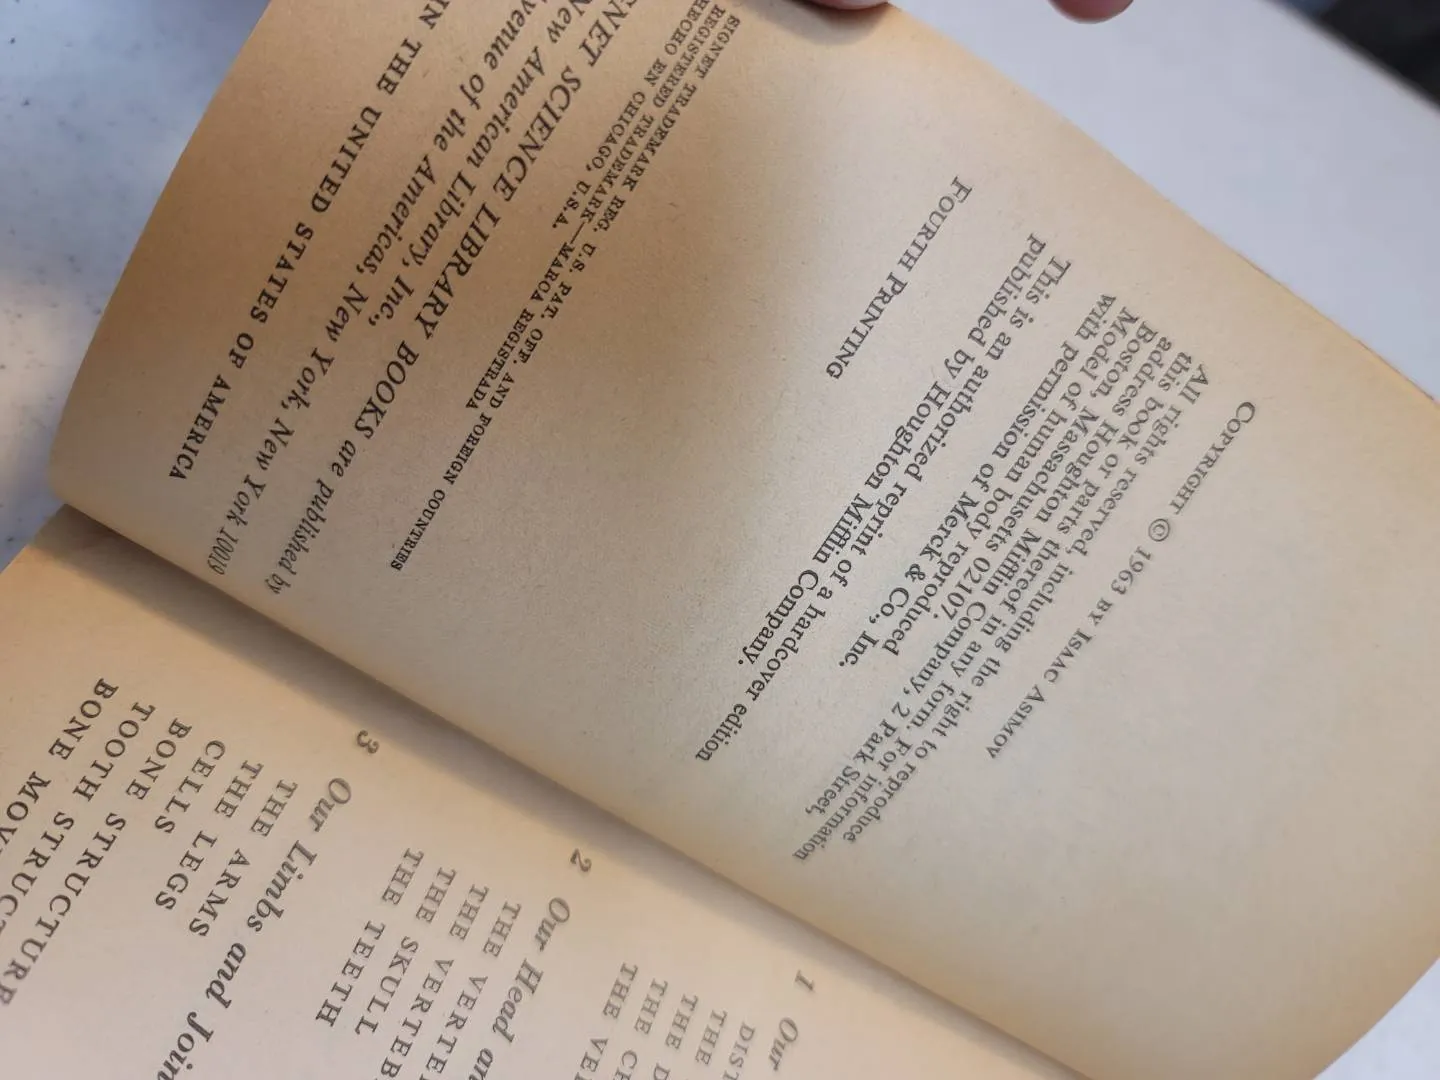 COPYRIGHT © 1963 BY ISAAC ASIMOV
All rights reserved, including the right to reproduce
this book or parts thereof in any form. For information
address Houghton Mifflin Company, 2 Park Street,
Boston, Massachusetts 02107.
Model of human body reproduced
with permission of Merck & Co., Inc.
This is an authorized reprint of a hardcover edition
published by Houghton Mifflin Company.
FOURTH PRINTING
SIGNET TRADEMARK REG. U.S. PAT. OFF. AND FOREIGN COUNTRIES
REGISTERED TRADEMARK—MARCA REGISTRADA
HECHO EN CHICAGO, U.S.A.
SCIENCE LIBRARY BOOKS are published by
New American Library, Inc.,
of the Americas, New York, New York 10019
IN THE UNITED STATES OF AMERICA
1 Our
THE
THE
THE
THE
2 Our Head
THE
THE
THE SKULL
THE TEETH
3 Our Limbs and
THE ARMS
THE LEGS
CELLS
BONE STRUCTURE
TOOTH
BONE